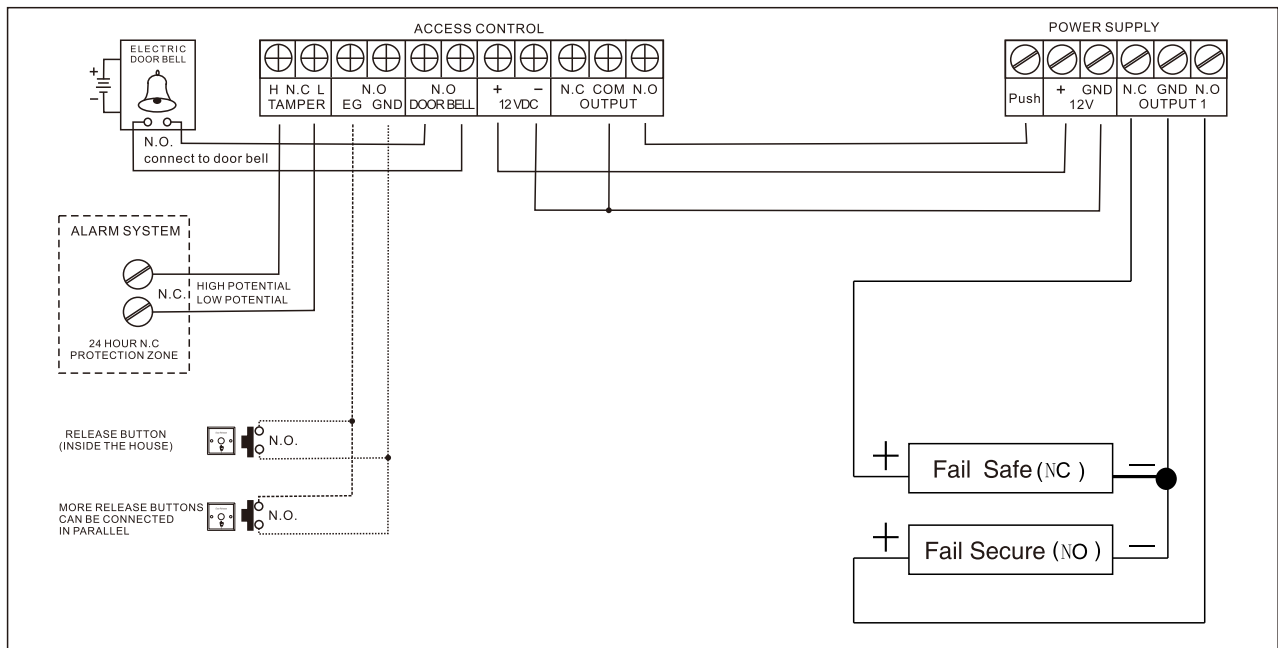 ACCESS CONTROL
POWER SUPPLY
ELECTRIC
DOOR BELL
+
−
H N.C L
TAMPER
N.O
EG GND
N.O
DOOR BELL
+ −
12 VDC
N.C COM N.O
OUTPUT
Push
+ GND
12V
N.C GND N.O
OUTPUT 1
N.O.
connect to door bell
ALARM SYSTEM
N.C.
HIGH POTENTIAL
LOW POTENTIAL
24 HOUR N.C
PROTECTION ZONE
RELEASE BUTTON
(INSIDE THE HOUSE)
N.O.
MORE RELEASE BUTTONS
CAN BE CONNECTED
IN PARALLEL
N.O.
+ Fail Safe (NC) −
+ Fail Secure (NO) −